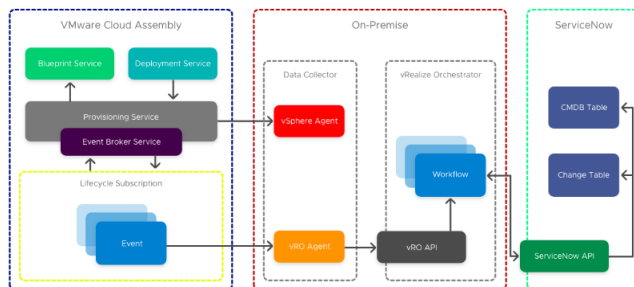 VMware Cloud Assembly
On-Premise
ServiceNow
Blueprint Service
Deployment Service
Data Collector
vRealize Orchestrator
Provisioning Service
Event Broker Service
vSphere Agent
CMDB Table
Lifecycle Subscription
Workflow
Change Table
Event
vRO Agent
vRO API
ServiceNow API